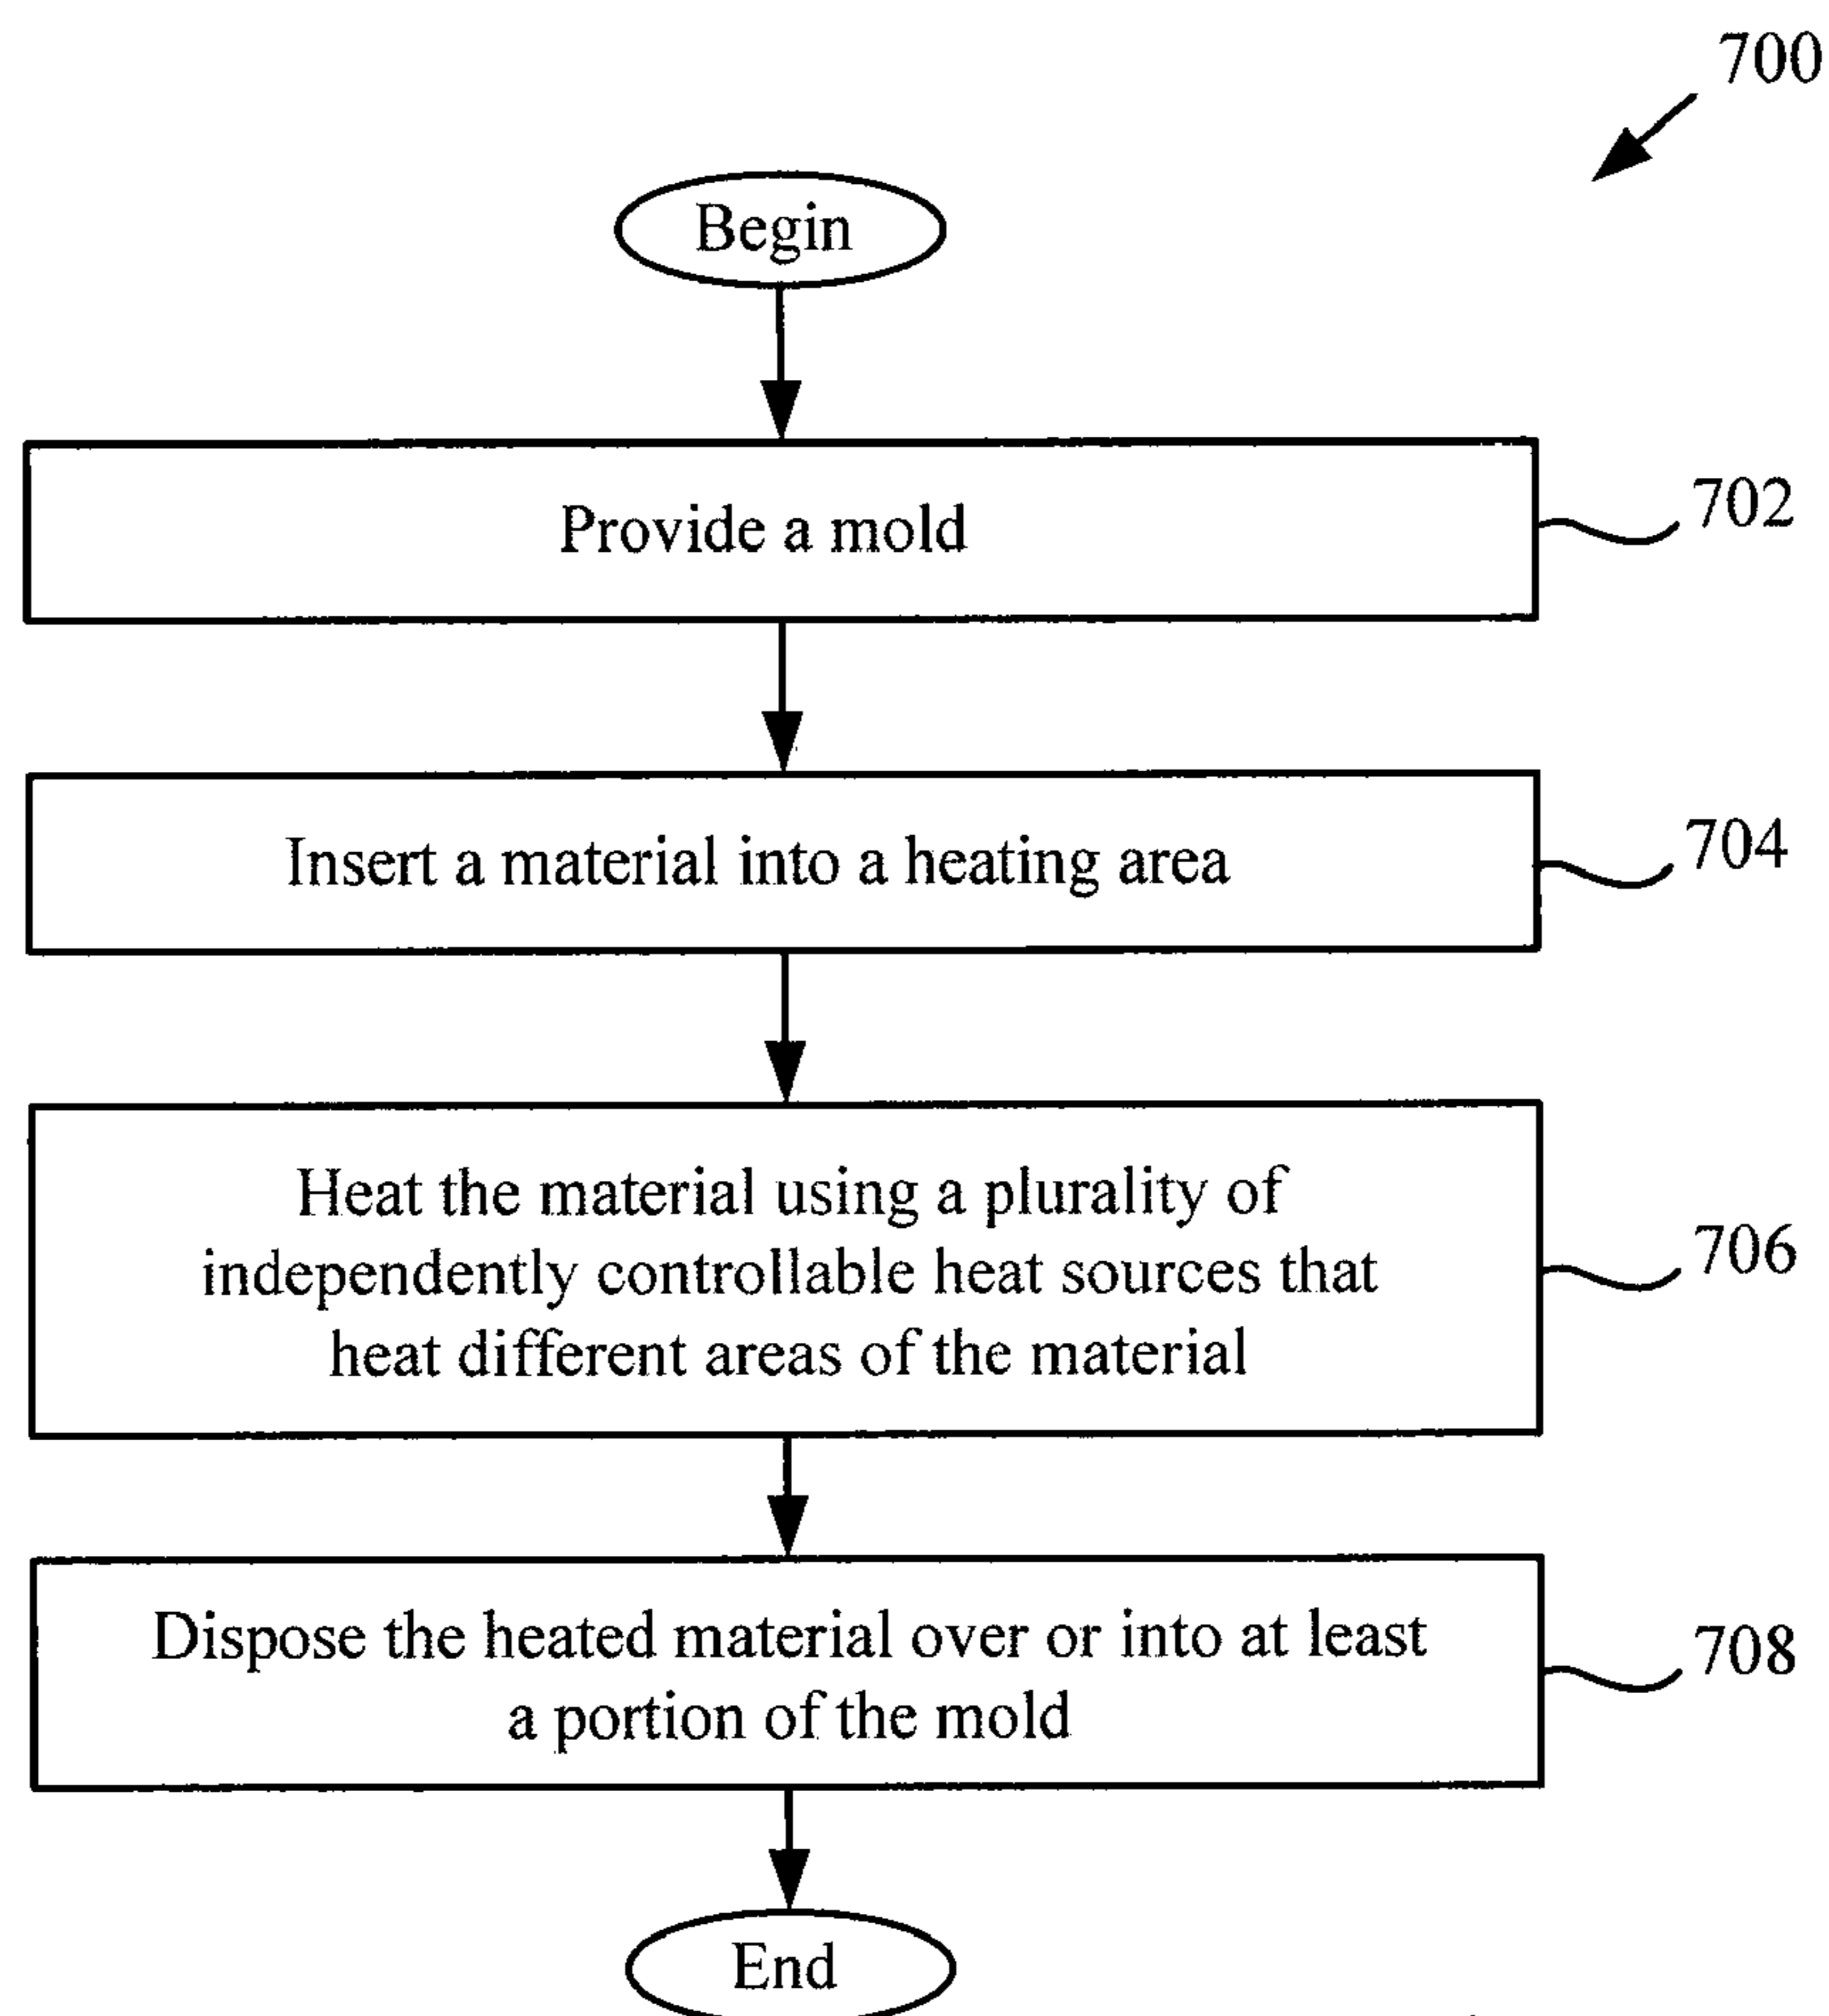 700
Begin
Provide a mold
702
Insert a material into a heating area
704
Heat the material using a plurality of
independently controllable heat sources that
heat different areas of the material
706
Dispose the heated material over or into at least
a portion of the mold
708
End